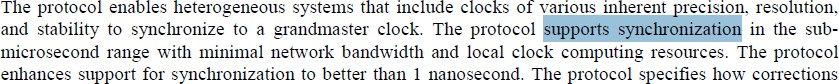 The protocol enables heterogeneous systems that include clocks of various inherent precision, resolution,
and stability to synchronize to a grandmaster clock. The protocol supports synchronization in the sub-
microsecond range with minimal network bandwidth and local clock computing resources. The protocol
enhances support for synchronization to better than 1 nanosecond. The protocol specifies how corrections